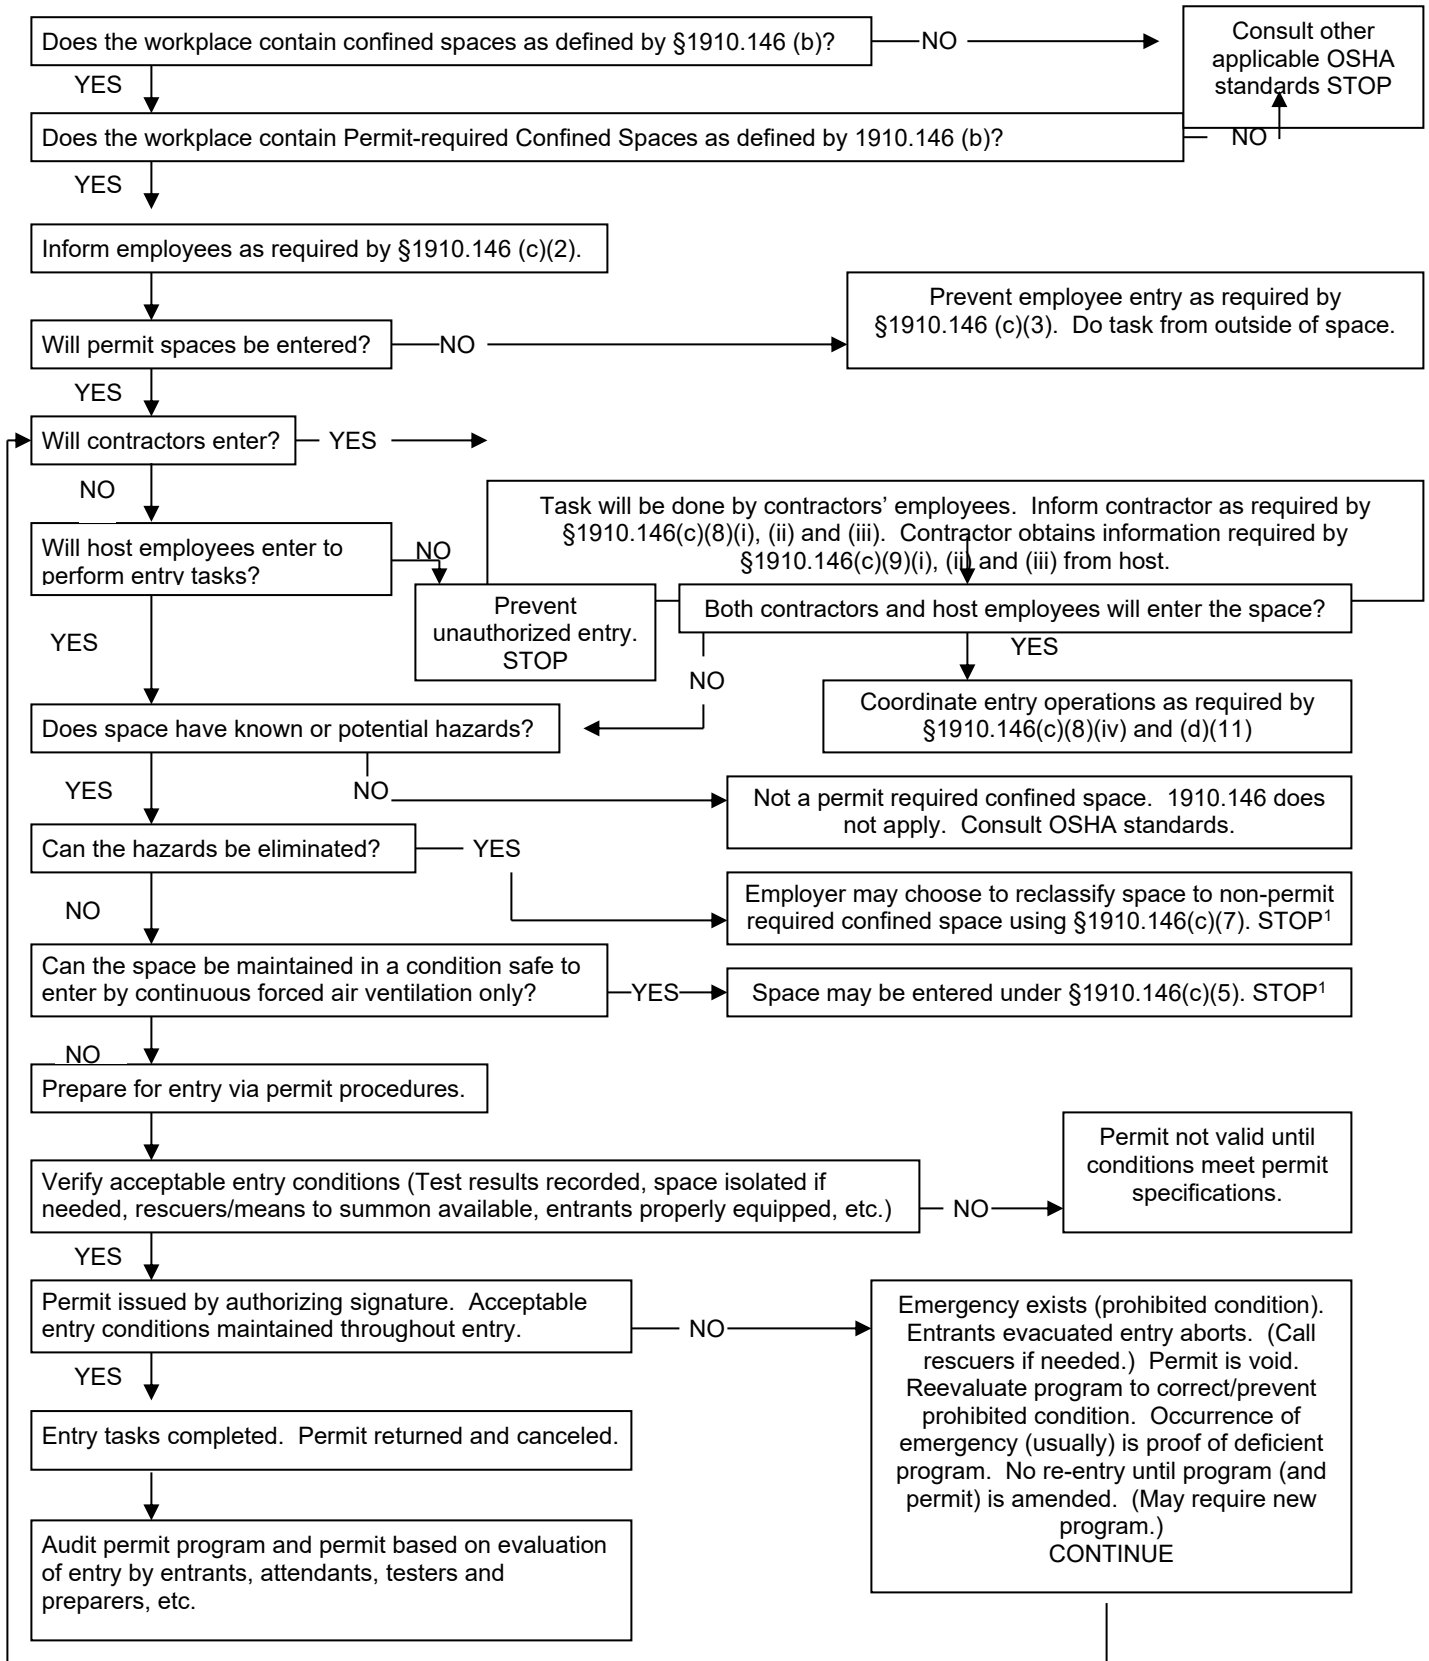 Does the workplace contain confined spaces as defined by §1910.146 (b)?
NO
Consult other
applicable OSHA
standards STOP
YES
Does the workplace contain Permit-required Confined Spaces as defined by 1910.146 (b)?
NO
YES
Inform employees as required by §1910.146 (c)(2).
Prevent employee entry as required by
§1910.146 (c)(3).  Do task from outside of space.
Will permit spaces be entered?
NO
YES
Will contractors enter?
YES
NO
Task will be done by contractors’ employees.  Inform contractor as required by
§1910.146(c)(8)(i), (ii) and (iii).  Contractor obtains information required by
§1910.146(c)(9)(i), (ii) and (iii) from host.
Will host employees enter to
perform entry tasks?
NO
Prevent
unauthorized entry.
STOP
Both contractors and host employees will enter the space?
YES
YES
NO
Coordinate entry operations as required by
§1910.146(c)(8)(iv) and (d)(11)
Does space have known or potential hazards?
YES
NO
Not a permit required confined space.  1910.146 does
not apply.  Consult OSHA standards.
Can the hazards be eliminated?
YES
Employer may choose to reclassify space to non-permit
required confined space using §1910.146(c)(7). STOP¹
NO
Can the space be maintained in a condition safe to
enter by continuous forced air ventilation only?
YES
Space may be entered under §1910.146(c)(5). STOP¹
NO
Prepare for entry via permit procedures.
Permit not valid until
conditions meet permit
specifications.
Verify acceptable entry conditions (Test results recorded, space isolated if
needed, rescuers/means to summon available, entrants properly equipped, etc.)
NO
YES
Permit issued by authorizing signature.  Acceptable
entry conditions maintained throughout entry.
NO
Emergency exists (prohibited condition).
Entrants evacuated entry aborts.  (Call
rescuers if needed.)  Permit is void.
Reevaluate program to correct/prevent
prohibited condition.  Occurrence of
emergency (usually) is proof of deficient
program.  No re-entry until program (and
permit) is amended.  (May require new
program.)
CONTINUE
YES
Entry tasks completed.  Permit returned and canceled.
Audit permit program and permit based on evaluation
of entry by entrants, attendants, testers and
preparers, etc.